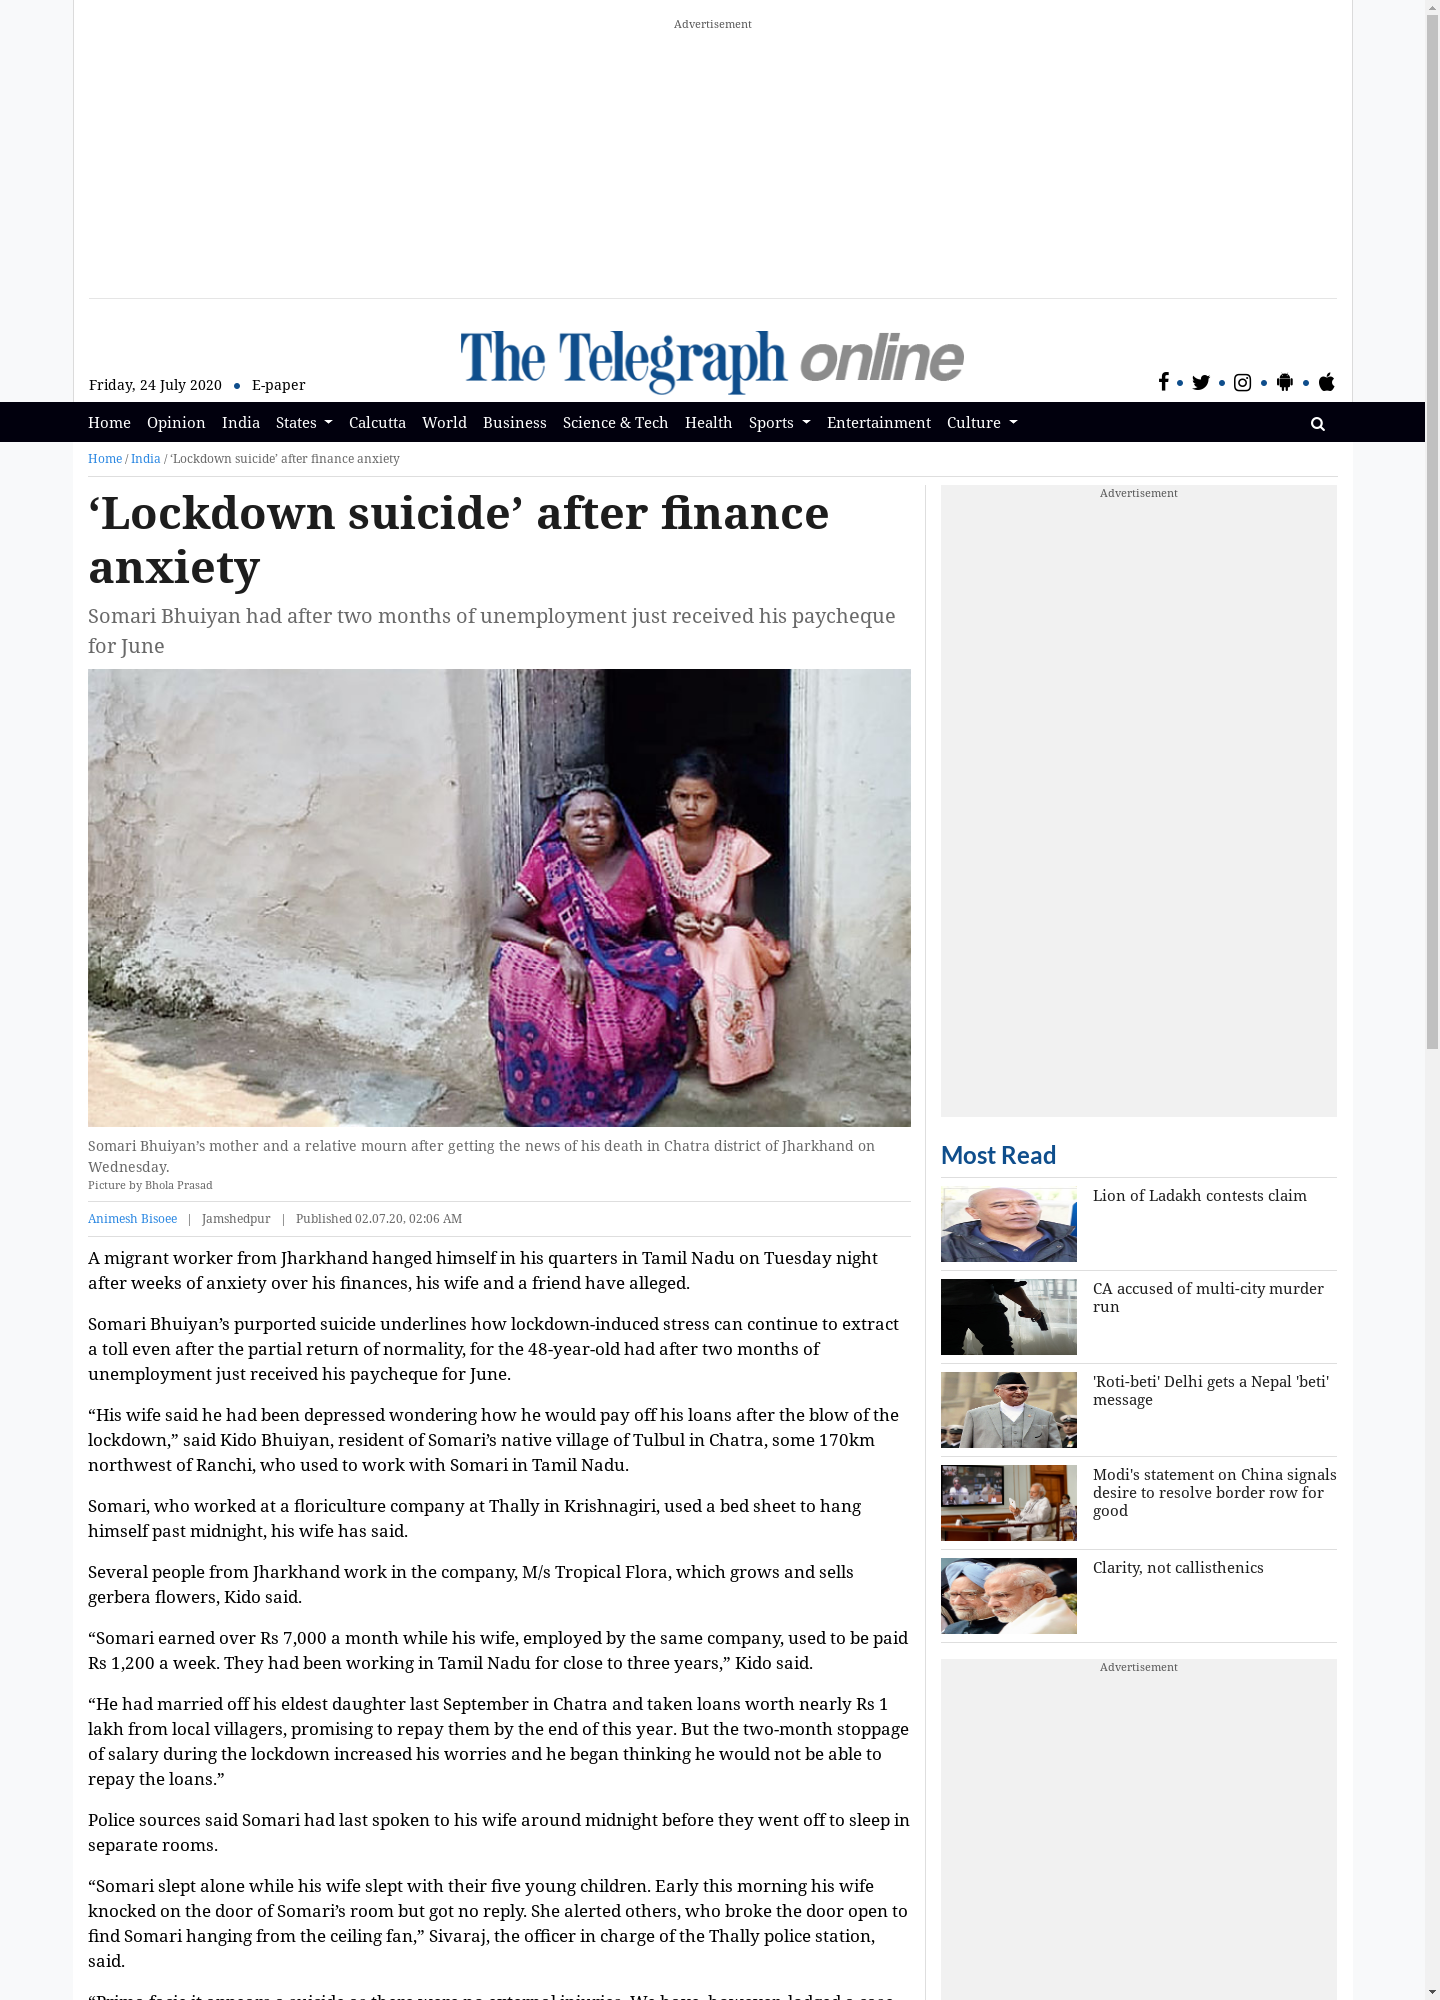 Advertisement
The Telegraph online
Friday, 24 July 2020 • E-paper
Home Opinion India States Calcutta World Business Science & Tech Health Sports Entertainment Culture
Home / India / ‘Lockdown suicide’ after finance anxiety
‘Lockdown suicide’ after finance
anxiety
Somari Bhuiyan had after two months of unemployment just received his paycheque
for June
Somari Bhuiyan’s mother and a relative mourn after getting the news of his death in Chatra district of Jharkhand on
Wednesday.
Picture by Bhola Prasad
Animesh Bisoee | Jamshedpur | Published 02.07.20, 02:06 AM
A migrant worker from Jharkhand hanged himself in his quarters in Tamil Nadu on Tuesday night
after weeks of anxiety over his finances, his wife and a friend have alleged.
Somari Bhuiyan’s purported suicide underlines how lockdown-induced stress can continue to extract
a toll even after the partial return of normality, for the 48-year-old had after two months of
unemployment just received his paycheque for June.
“His wife said he had been depressed wondering how he would pay off his loans after the blow of the
lockdown,” said Kido Bhuiyan, resident of Somari’s native village of Tulbul in Chatra, some 170km
northwest of Ranchi, who used to work with Somari in Tamil Nadu.
Somari, who worked at a floriculture company at Thally in Krishnagiri, used a bed sheet to hang
himself past midnight, his wife has said.
Several people from Jharkhand work in the company, M/s Tropical Flora, which grows and sells
gerbera flowers, Kido said.
“Somari earned over Rs 7,000 a month while his wife, employed by the same company, used to be paid
Rs 1,200 a week. They had been working in Tamil Nadu for close to three years,” Kido said.
“He had married off his eldest daughter last September in Chatra and taken loans worth nearly Rs 1
lakh from local villagers, promising to repay them by the end of this year. But the two-month stoppage
of salary during the lockdown increased his worries and he began thinking he would not be able to
repay the loans.”
Police sources said Somari had last spoken to his wife around midnight before they went off to sleep in
separate rooms.
“Somari slept alone while his wife slept with their five young children. Early this morning his wife
knocked on the door of Somari’s room but got no reply. She alerted others, who broke the door open to
find Somari hanging from the ceiling fan,” Sivaraj, the officer in charge of the Thally police station,
said.
“Prima facie it appears a suicide as there were no external injuries. We have, however, lodged a case
Advertisement
Most Read
Lion of Ladakh contests claim
CA accused of multi-city murder
run
'Roti-beti' Delhi gets a Nepal 'beti'
message
Modi's statement on China signals
desire to resolve border row for
good
Clarity, not callisthenics
Advertisement